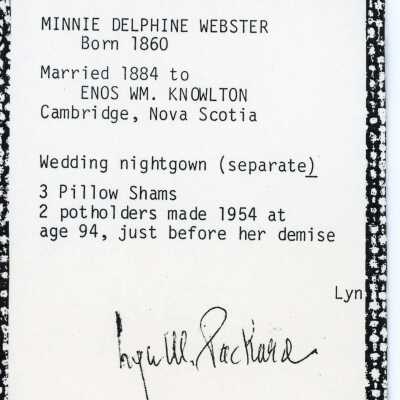 MINNIE DELPHINE WEBSTER
Born 1860
Married 1884 to
ENOS WM. KNOWLTON
Cambridge, Nova Scotia
Wedding nightgown (separate)
3 Pillow Shams
2 potholders made 1954 at
age 94, just before her demise
Lyn
Lyn M. Packard